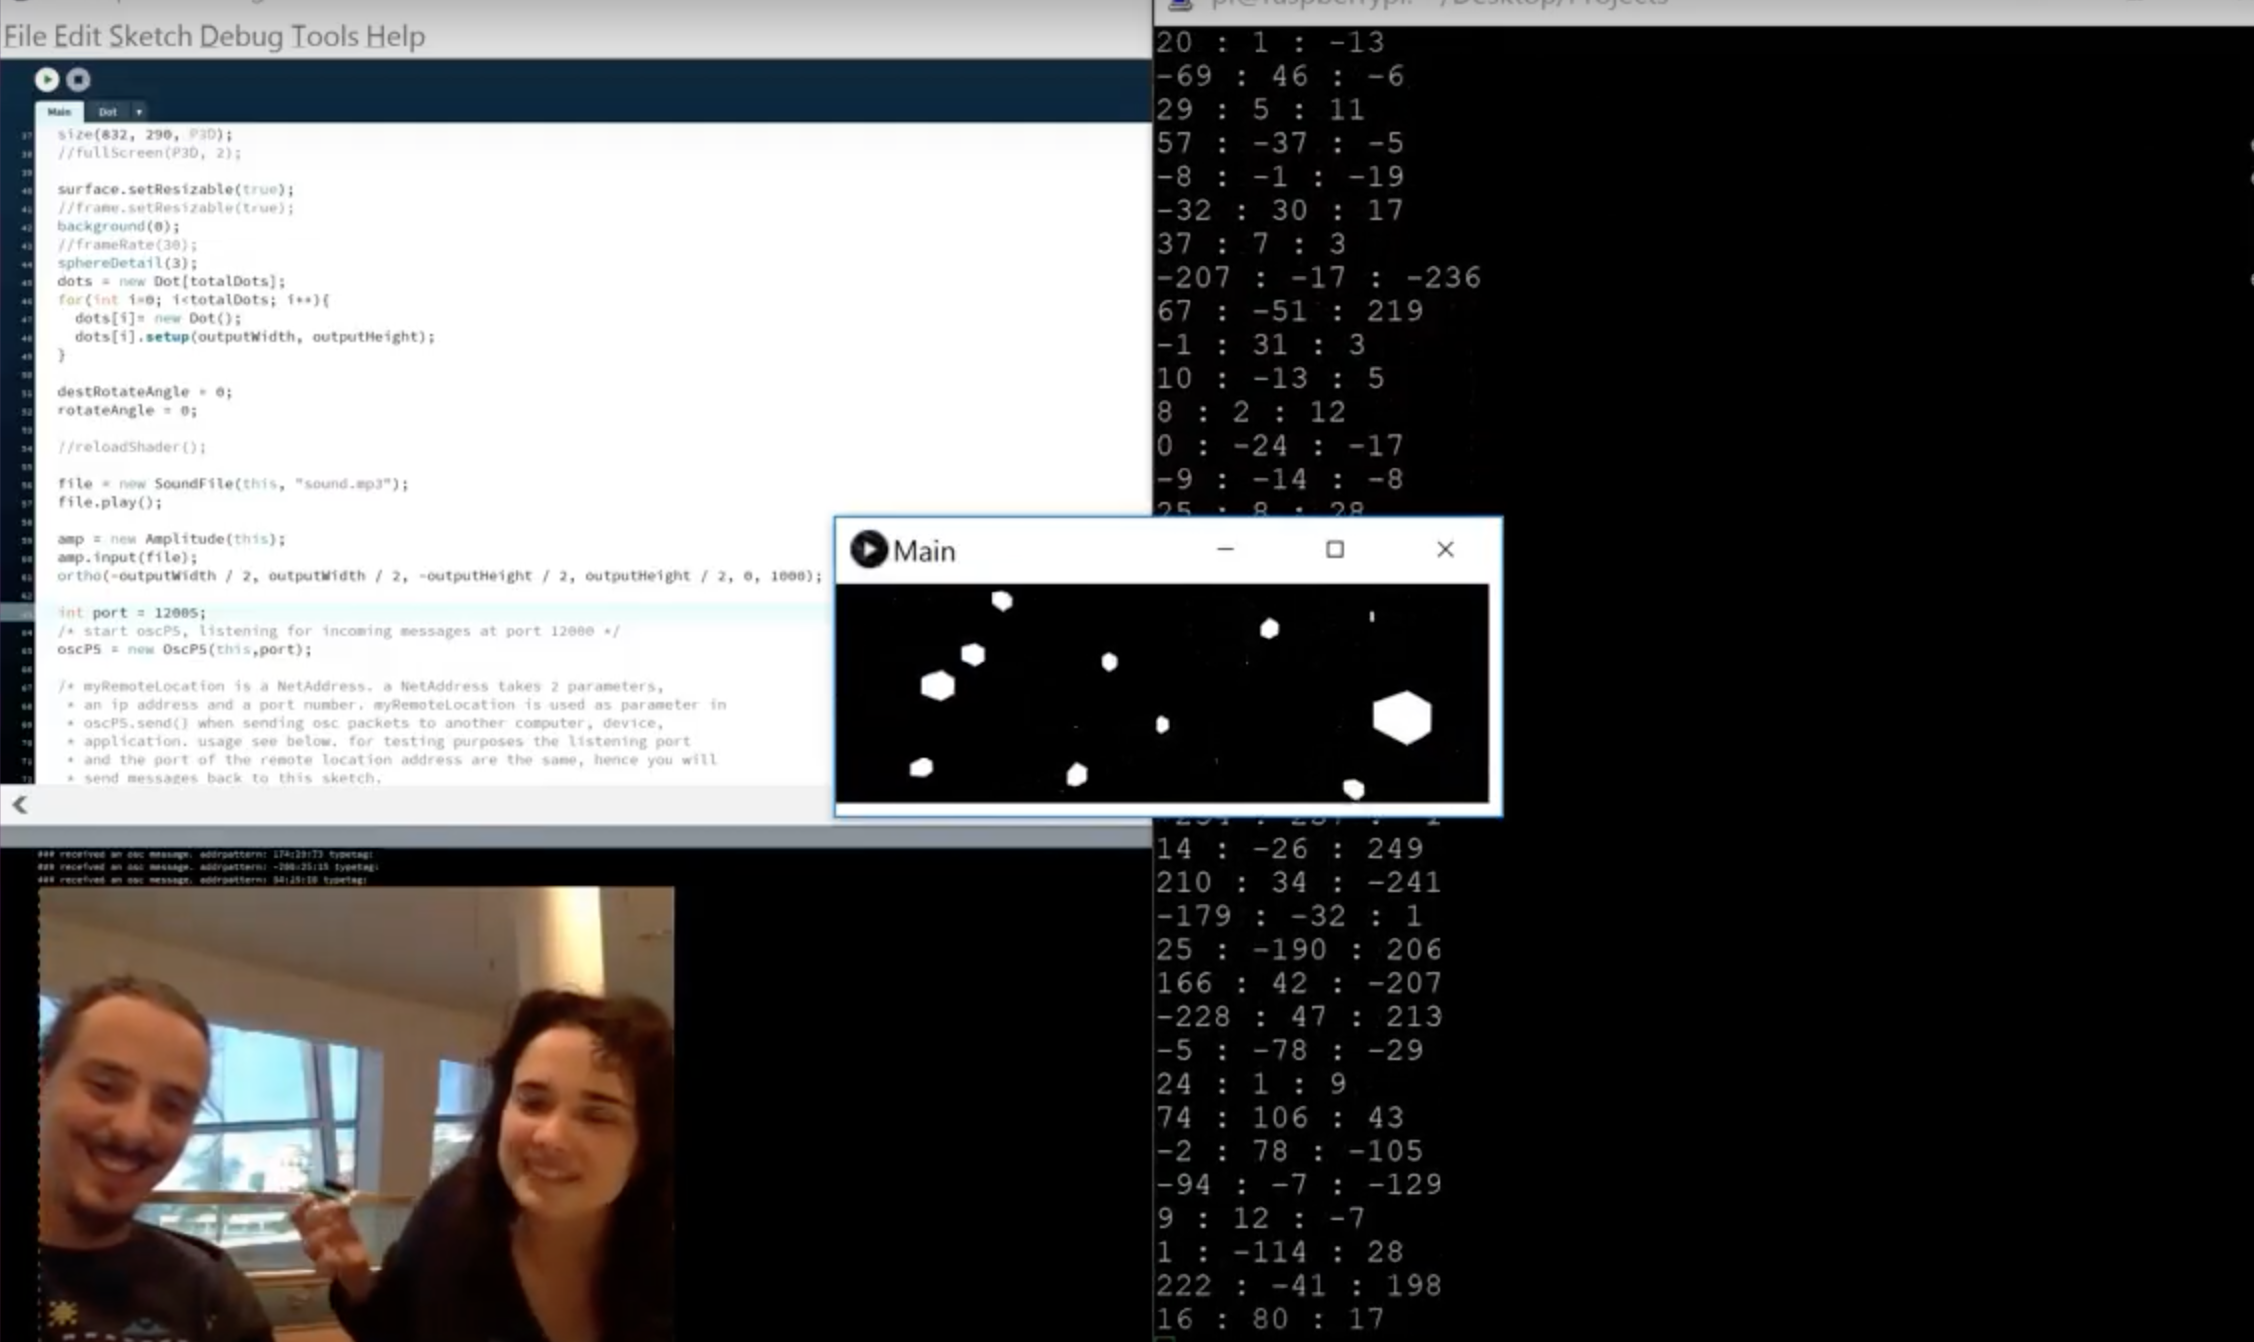 File Edit Sketch Debug Tools Help
Main Dot
size(832, 290, P3D);
//fullScreen(P3D, 2);
surface.setResizable(true);
//frame.setResizable(true);
background(0);
//frameRate(30);
sphereDetail(3);
dots = new Dot[totalDots];
for(int i=0; i<totalDots; i++){
dots[i]= new Dot();
dots[i].setup(outputWidth, outputHeight);
}
destRotateAngle = 0;
rotateAngle = 0;
//reloadShader();
file = new SoundFile(this, "sound.mp3");
file.play();
amp = new Amplitude(this);
amp.input(file);
ortho(-outputWidth / 2, outputWidth / 2, -outputHeight / 2, outputHeight / 2, 0, 1000);
int port = 12005;
/* start oscP5, listening for incoming messages at port 12000 */
oscP5 = new OscP5(this,port);
/* myRemoteLocation is a NetAddress. a NetAddress takes 2 parameters,
* an ip address and a port number. myRemoteLocation is used as parameter in
* oscP5.send() when sending osc packets to another computer, device,
* application. usage see below. for testing purposes the listening port
* and the port of the remote location address are the same, hence you will
* send messages back to this sketch.
### received an osc message. addrpattern: typetag:
### received an osc message. addrpattern: typetag:
### received an osc message. addrpattern: typetag:
pi@raspberrypi: ~/Desktop/Projects
20 : 1 : -13
-69 : 46 : -6
29 : 5 : 11
57 : -37 : -5
-8 : -1 : -19
-32 : 30 : 17
37 : 7 : 3
-207 : -17 : -236
67 : -51 : 219
-1 : 31 : 3
10 : -13 : 5
8 : 2 : 12
0 : -24 : -17
-9 : -14 : -8
25 : 8 : 28
Main
14 : -26 : 249
210 : 34 : -241
-179 : -32 : 1
25 : -190 : 206
166 : 42 : -207
-228 : 47 : 213
-5 : -78 : -29
24 : 1 : 9
74 : 106 : 43
-2 : 78 : -105
-94 : -7 : -129
9 : 12 : -7
1 : -114 : 28
222 : -41 : 198
16 : 80 : 17